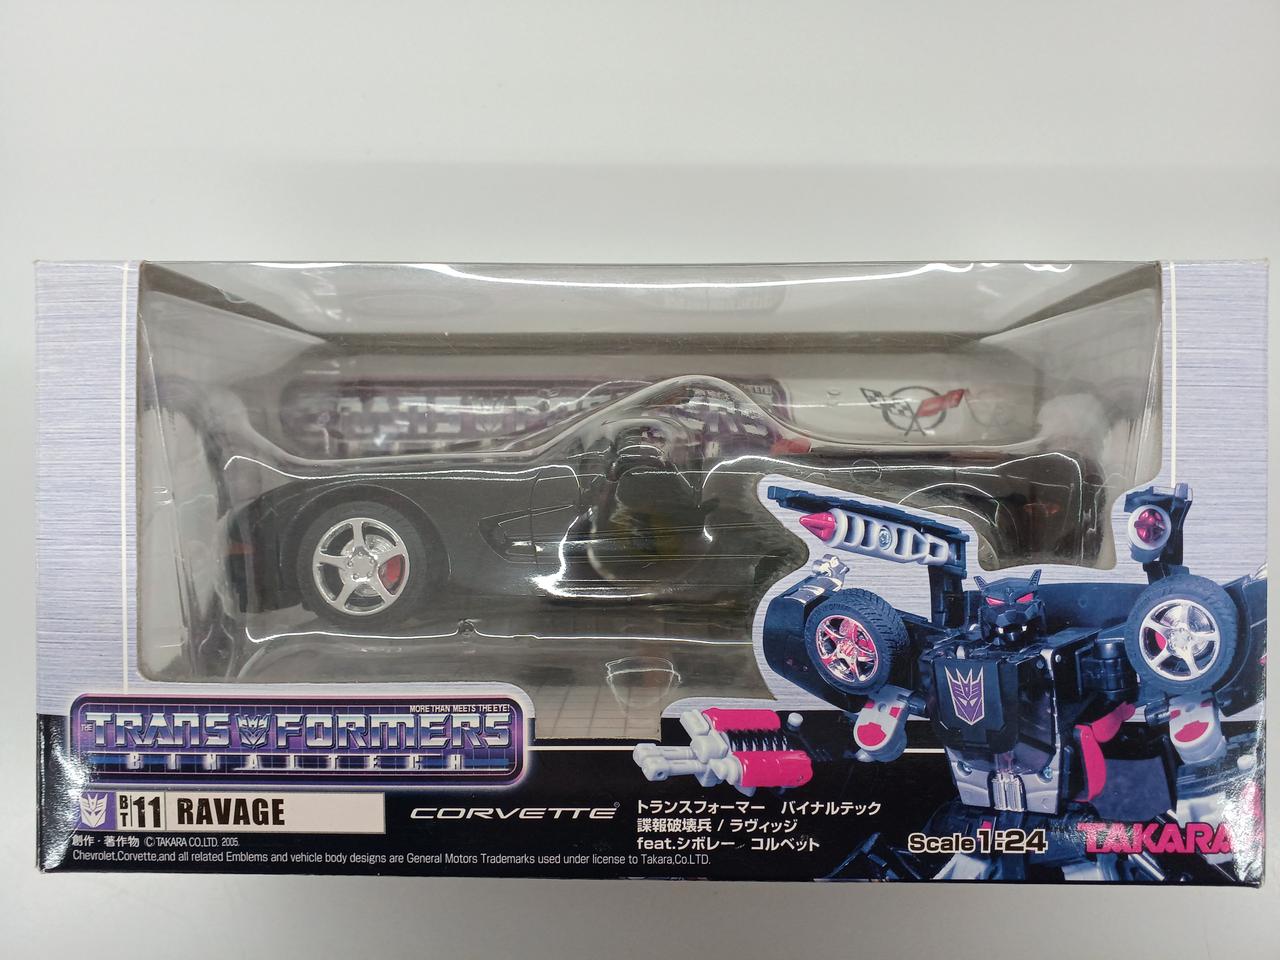 MORE THAN MEETS THE EYE!
THE TRANSFORMERS
BINALTECH
BT 11 RAVAGE
創作・著作物 © TAKARA CO.,LTD. 2005.
Chevrolet,Corvette,and all related Emblems and vehicle body designs are General Motors Trademarks used under license to Takara,Co.LTD.
CORVETTE®
トランスフォーマー　バイナルテック
諜報破壊兵 / ラヴィッジ
feat.シボレー　コルベット
Scale 1:24
TAKARA